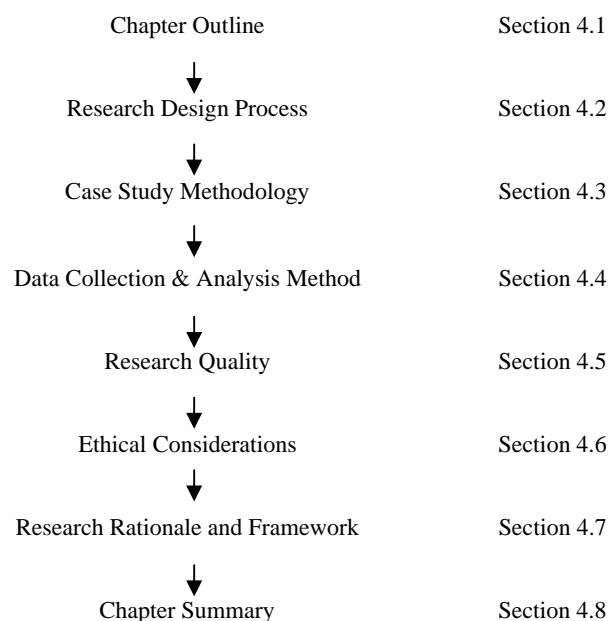 Chapter Outline Section 4.1
Research Design Process Section 4.2
Case Study Methodology Section 4.3
Data Collection & Analysis Method Section 4.4
Research Quality Section 4.5
Ethical Considerations Section 4.6
Research Rationale and Framework Section 4.7
Chapter Summary Section 4.8